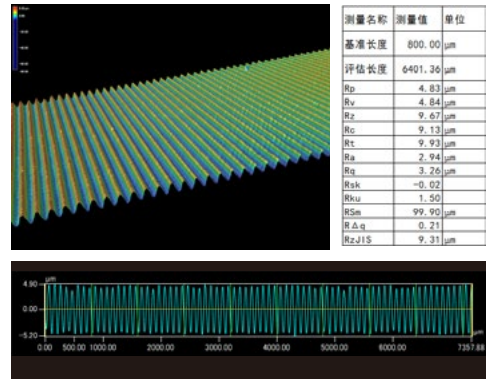 测量名称 测量值 单位
基准长度 800.00 μm
评估长度 6401.36 μm
Rp 4.83 μm
Rv 4.84 μm
Rz 9.67 μm
Rc 9.13 μm
Rt 9.93 μm
Ra 2.94 μm
Rq 3.26 μm
Rsk -0.02
Rku 1.50
RSm 99.90 μm
RΔq 0.21
RzJIS 9.31 μm
μm
4.90
0.00
-5.20
μm
0.00 500.00 1000.00 2000.00 3000.00 4000.00 5000.00 6000.00 7357.88